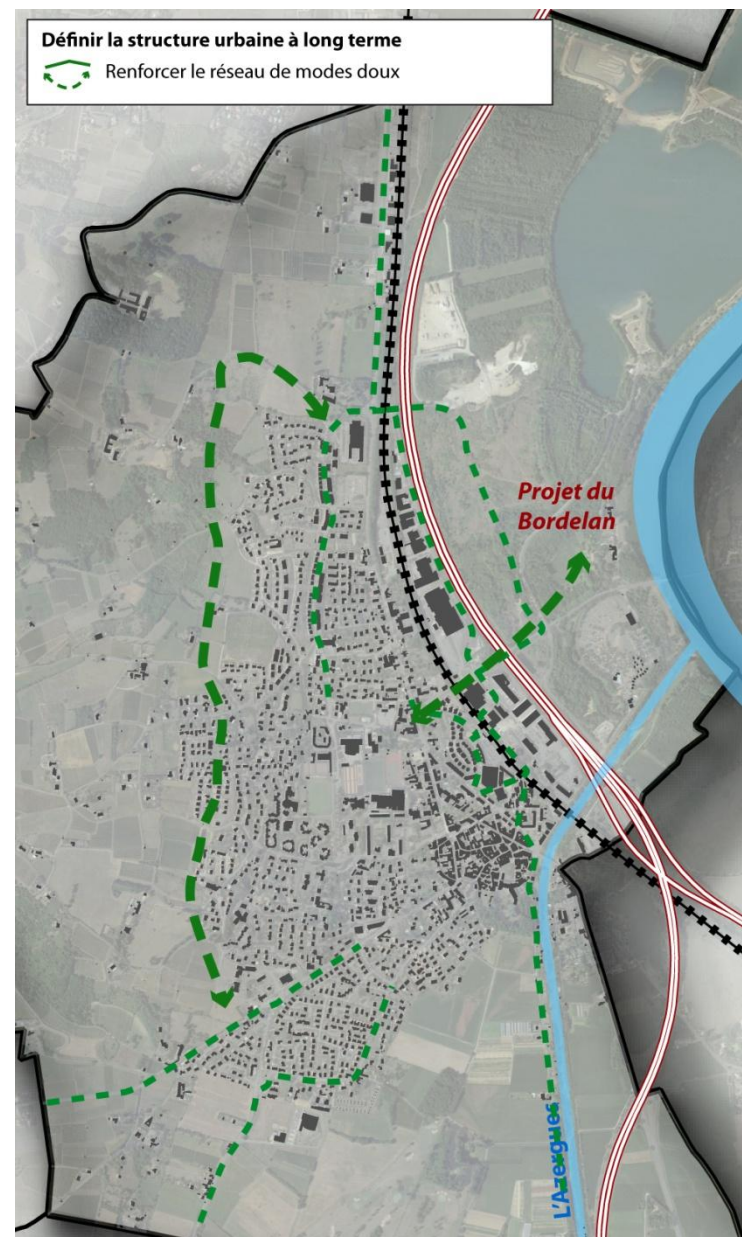 Définir la structure urbaine à long terme
Renforcer le réseau de modes doux
Projet du
Bordelan
L'Azergues